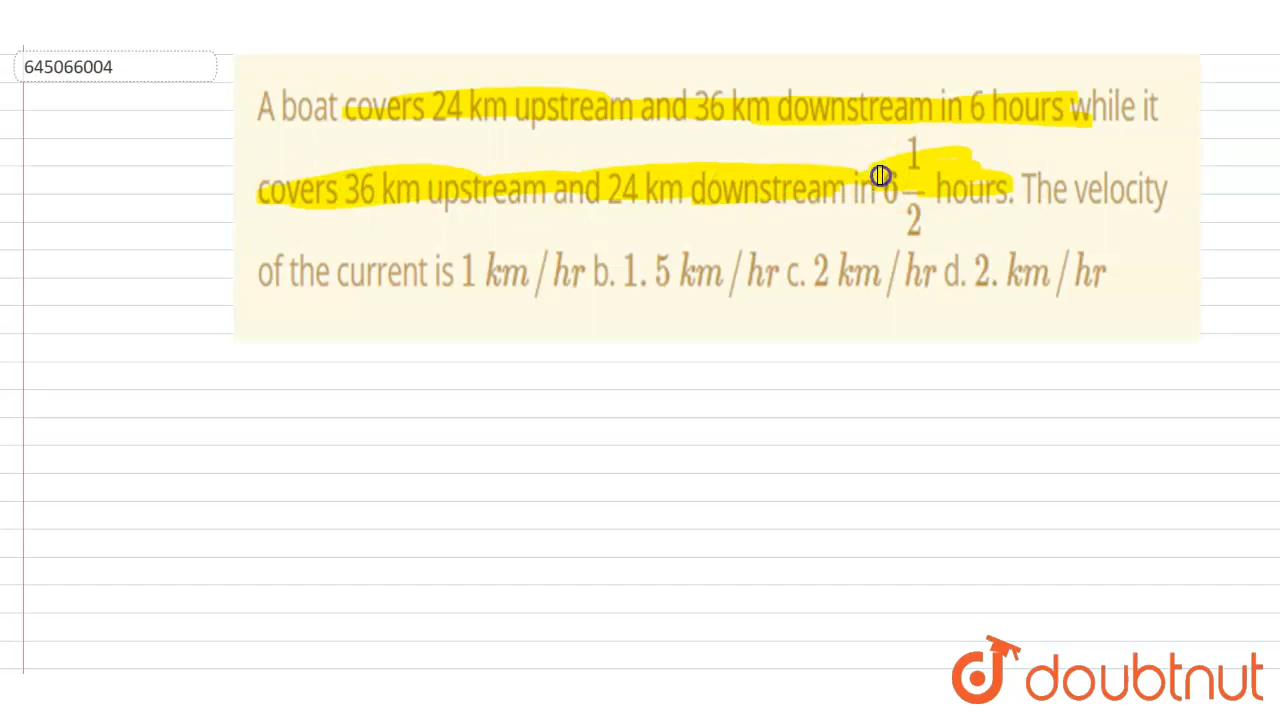 645066004
A boat covers 24 km upstream and 36 km downstream in 6 hours while it
covers 36 km upstream and 24 km downstream in 6 1/2 hours. The velocity
of the current is 1 km/hr b. 1. 5 km/hr c. 2 km/hr d. 2. km/hr
doubtnut